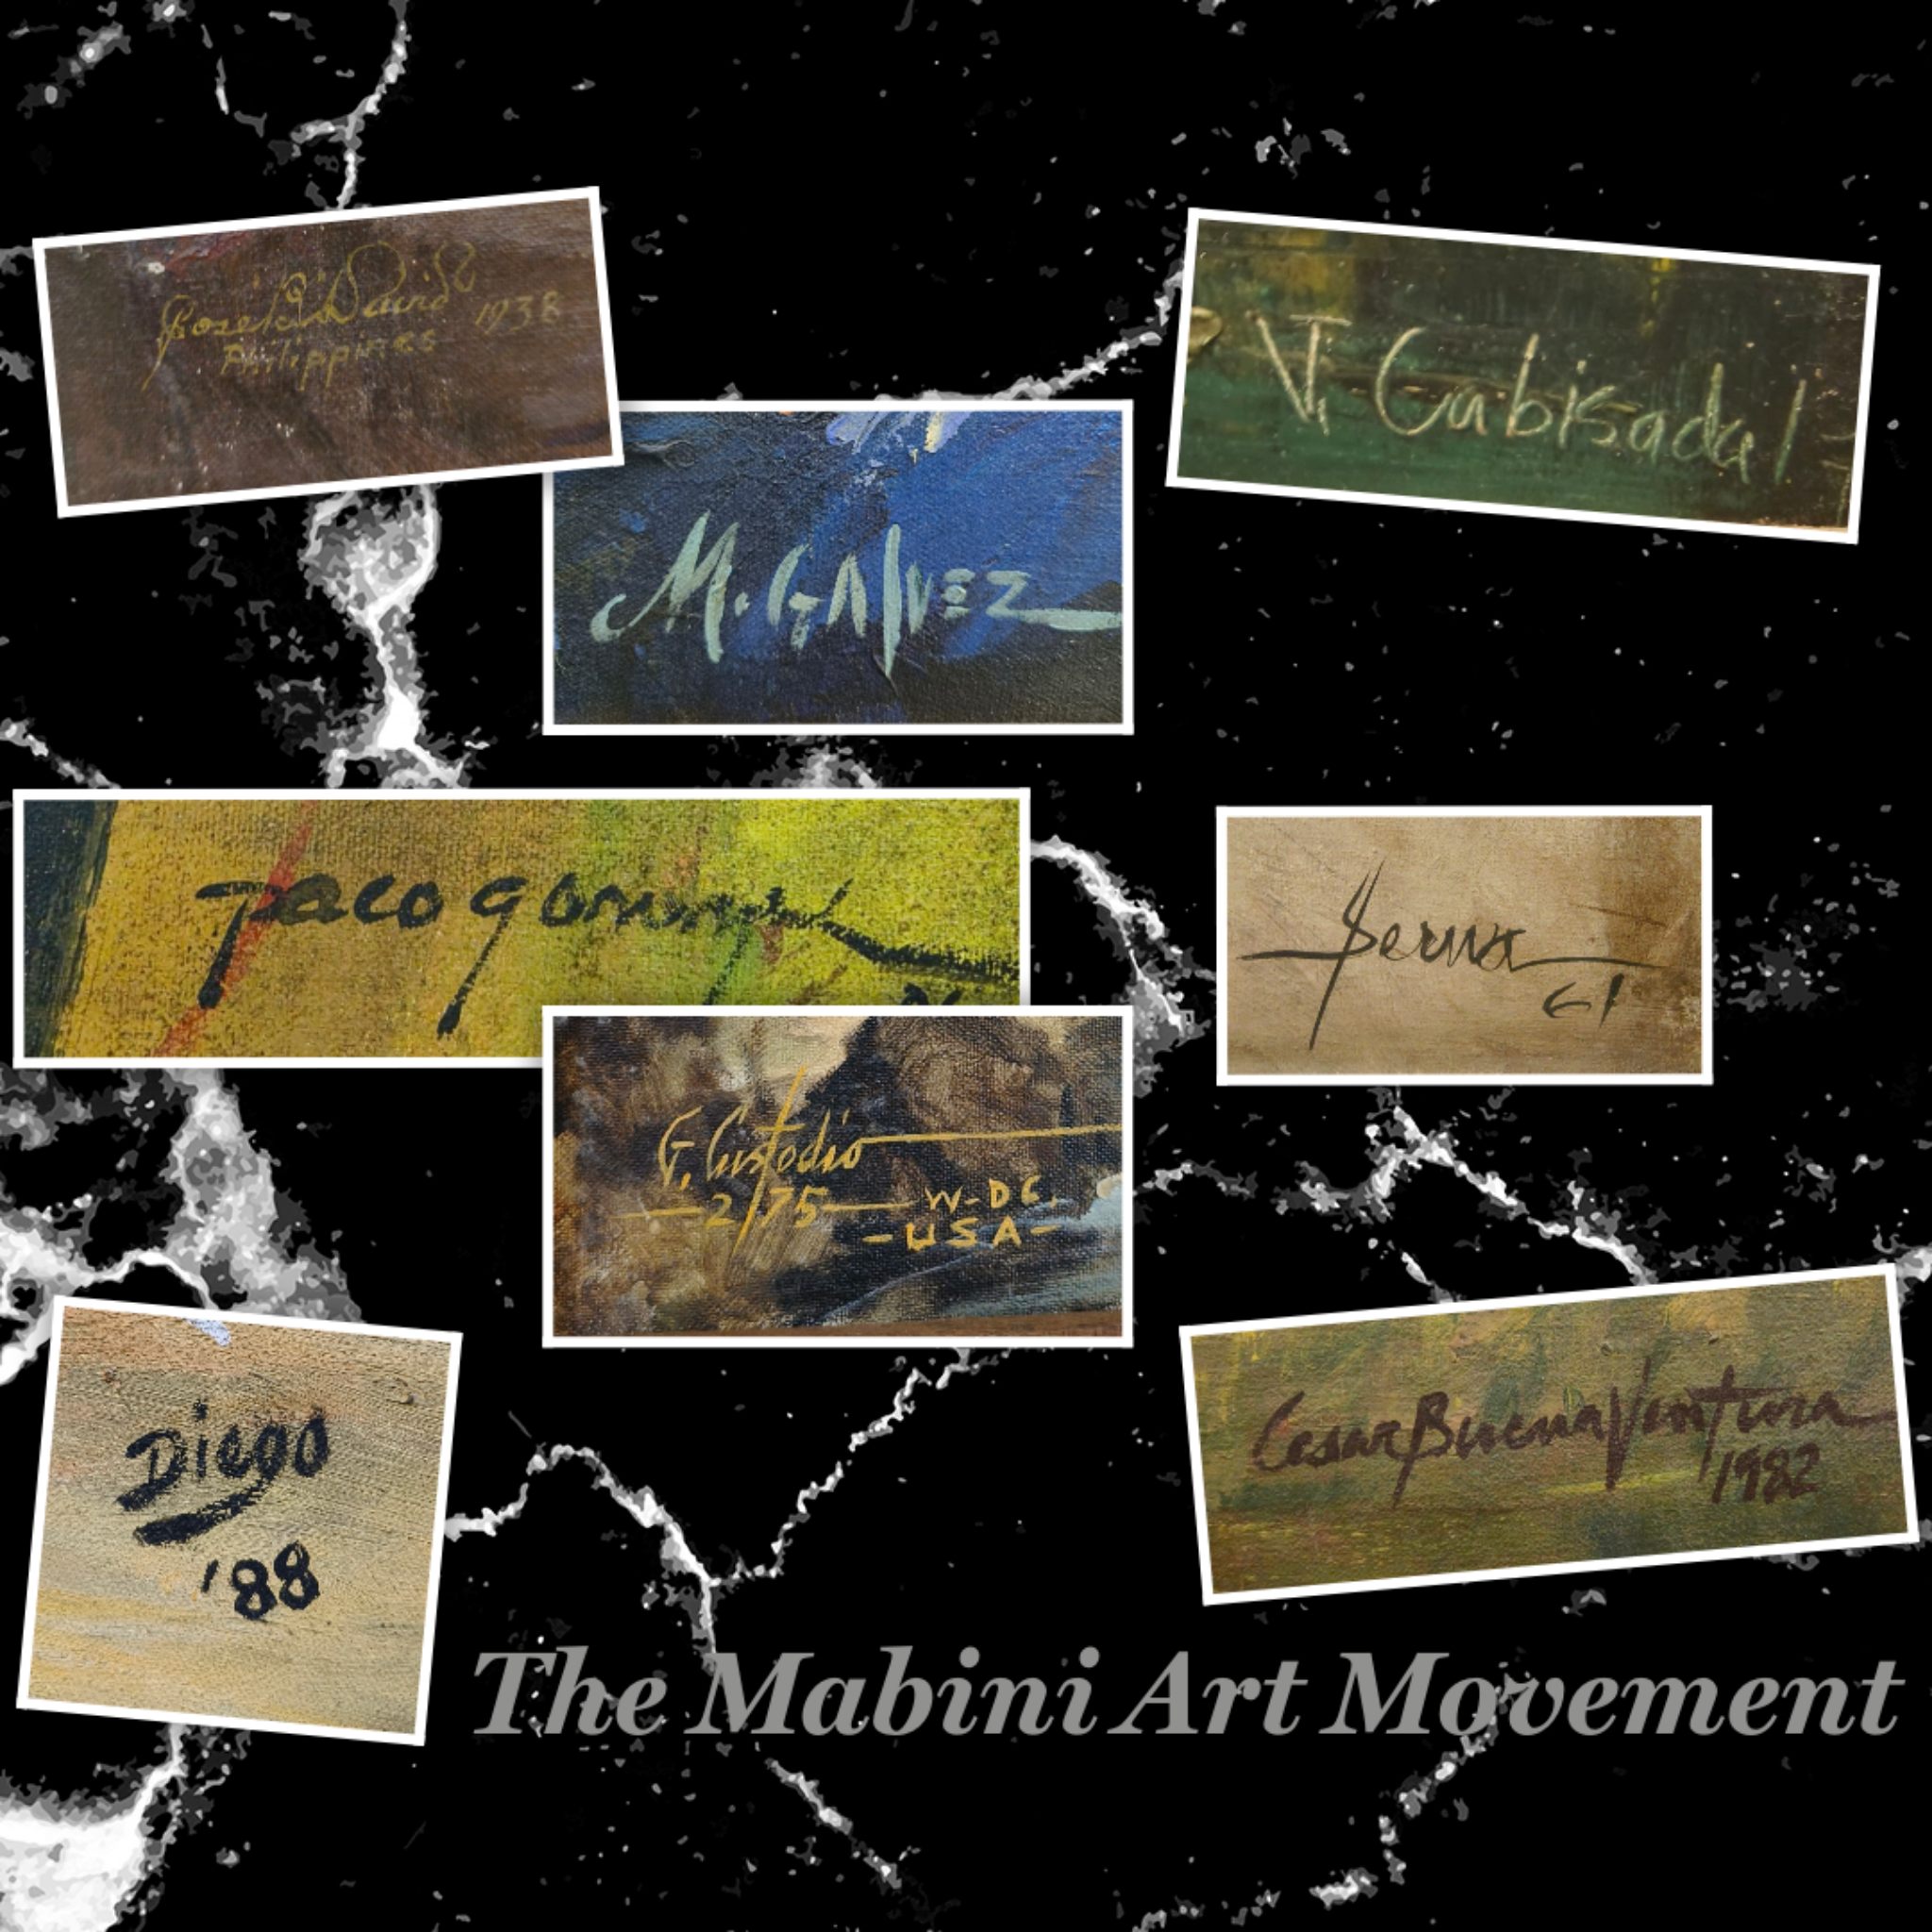 1938
Philippines
V. Cabisada
M. GAlvEz
Paco
Serna
61
G. Custodio
2/75 W-DC.
-USA-
Diego
'88
Cesar BuenaVentura
1982
The Mabini Art Movement